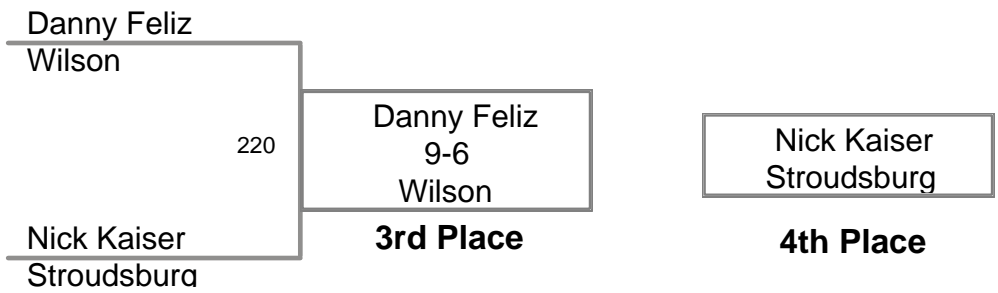 Danny Feliz
Wilson
220
Nick Kaiser
Stroudsburg
Danny Feliz
9-6
Wilson
3rd Place
Nick Kaiser
Stroudsburg
4th Place